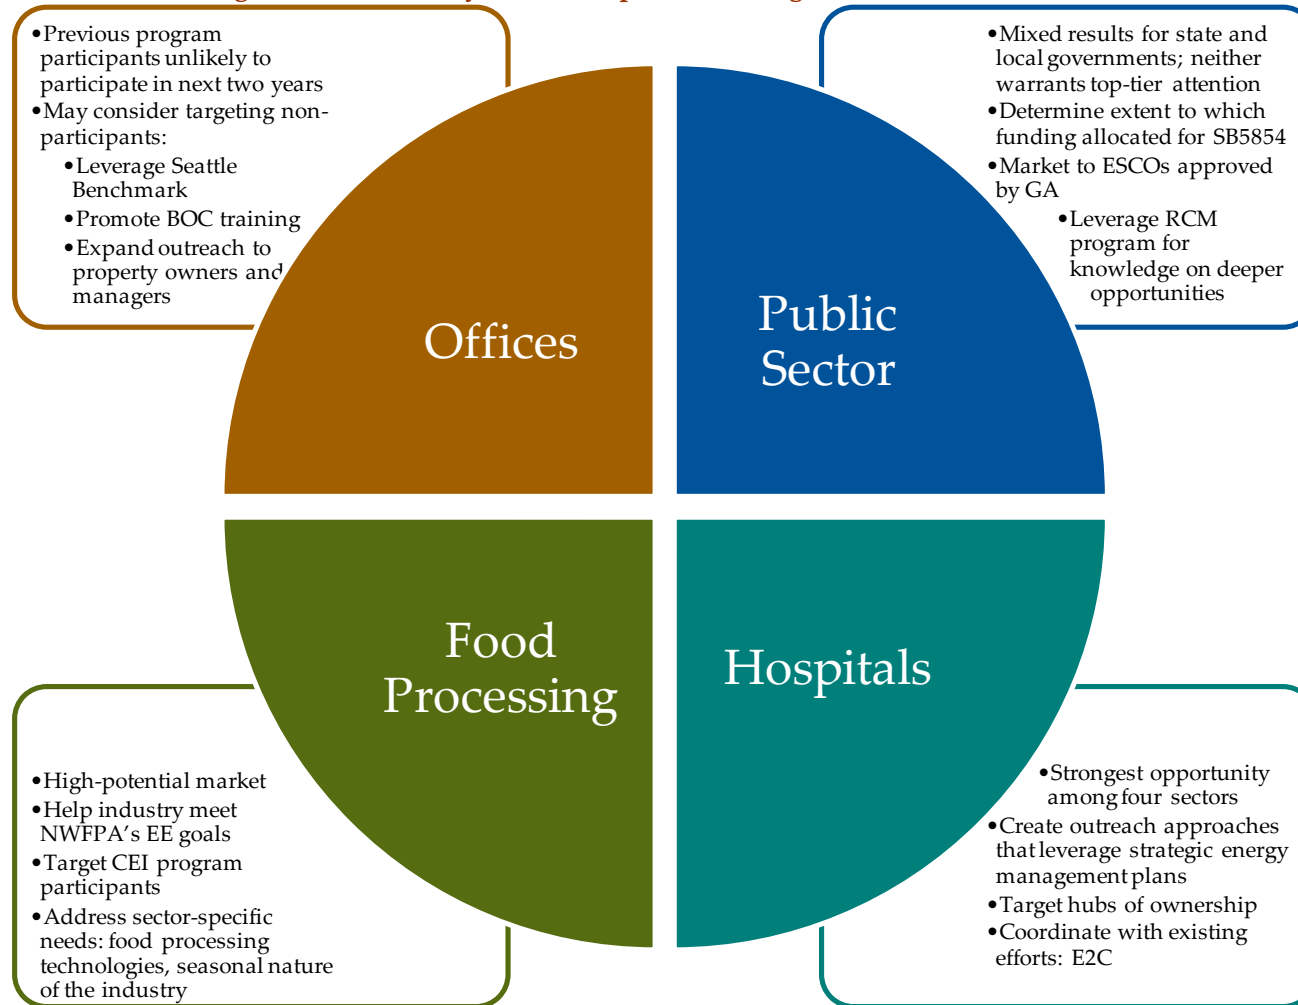 •Previous program
participants unlikely to
participate in next two years
•May consider targeting non-
participants:
•Leverage Seattle
Benchmark
•Promote BOC training
•Expand outreach to
property owners and
managers
Offices
•Mixed results for state and
local governments; neither
warrants top-tier attention
•Determine extent to which
funding allocated for SB5854
•Market to ESCOs approved
by GA
•Leverage RCM
program for
knowledge on deeper
opportunities
Public
Sector
Food
Processing
•High-potential market
•Help industry meet
NWFPA's EE goals
•Target CEI program
participants
•Address sector-specific
needs: food processing
technologies, seasonal nature
of the industry
Hospitals
•Strongest opportunity
among four sectors
•Create outreach approaches
that leverage strategic energy
management plans
•Target hubs of ownership
•Coordinate with existing
efforts: E2C